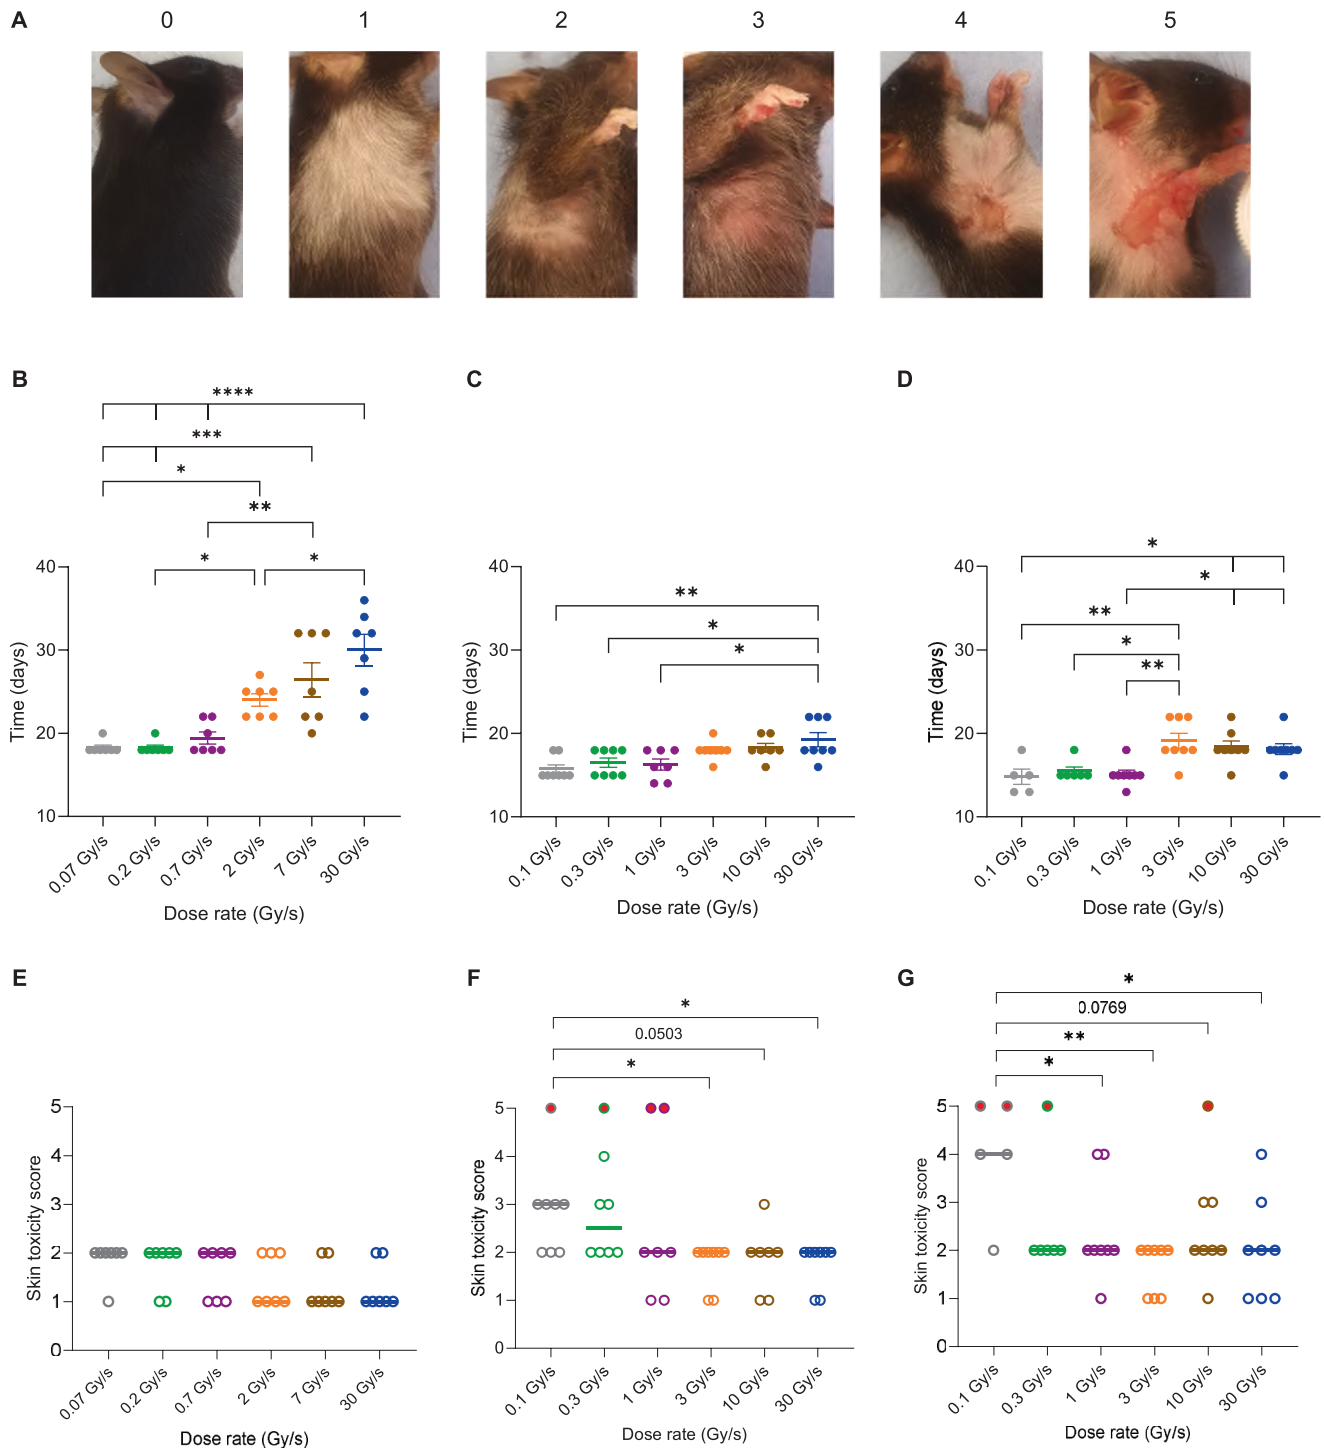 A 0 1 2 3 4 5
B C D
****
***
*
**
* *
40
30
20
10
Time (days)
0.07 Gy/s 0.2 Gy/s 0.7 Gy/s 2 Gy/s 7 Gy/s 30 Gy/s
Dose rate (Gy/s)
**
*
*
40
30
20
10
Time (days)
0.1 Gy/s 0.3 Gy/s 1 Gy/s 3 Gy/s 10 Gy/s 30 Gy/s
Dose rate (Gy/s)
*
*
**
*
**
40
30
20
10
Time (days)
0.1 Gy/s 0.3 Gy/s 1 Gy/s 3 Gy/s 10 Gy/s 30 Gy/s
Dose rate (Gy/s)
E F G
5
4
3
2
1
0
Skin toxicity score
0.07 Gy/s 0.2 Gy/s 0.7 Gy/s 2 Gy/s 7 Gy/s 30 Gy/s
Dose rate (Gy/s)
*
0.0503
*
5
4
3
2
1
0
Skin toxicity score
0.1 Gy/s 0.3 Gy/s 1 Gy/s 3 Gy/s 10 Gy/s 30 Gy/s
Dose rate (Gy/s)
*
0.0769
**
*
5
4
3
2
1
0
Skin toxicity score
0.1 Gy/s 0.3 Gy/s 1 Gy/s 3 Gy/s 10 Gy/s 30 Gy/s
Dose rate (Gy/s)